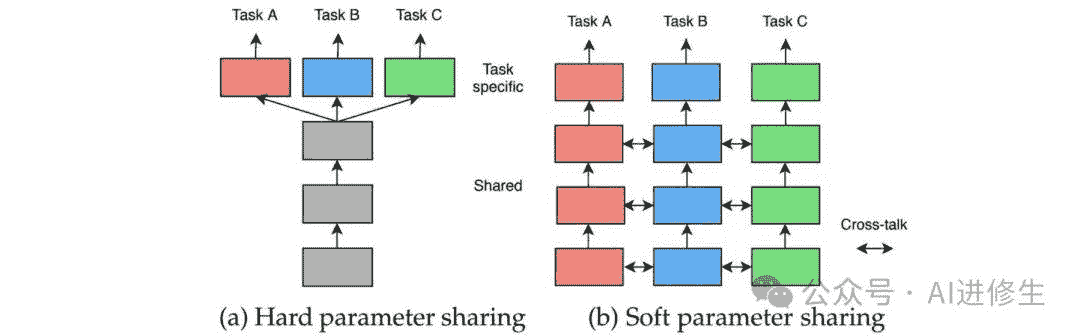 Task A Task B Task C
Task specific
Shared
(a) Hard parameter sharing
Task A Task B Task C
Cross-talk
(b) Soft parameter sharing
公众号 · AI进修生